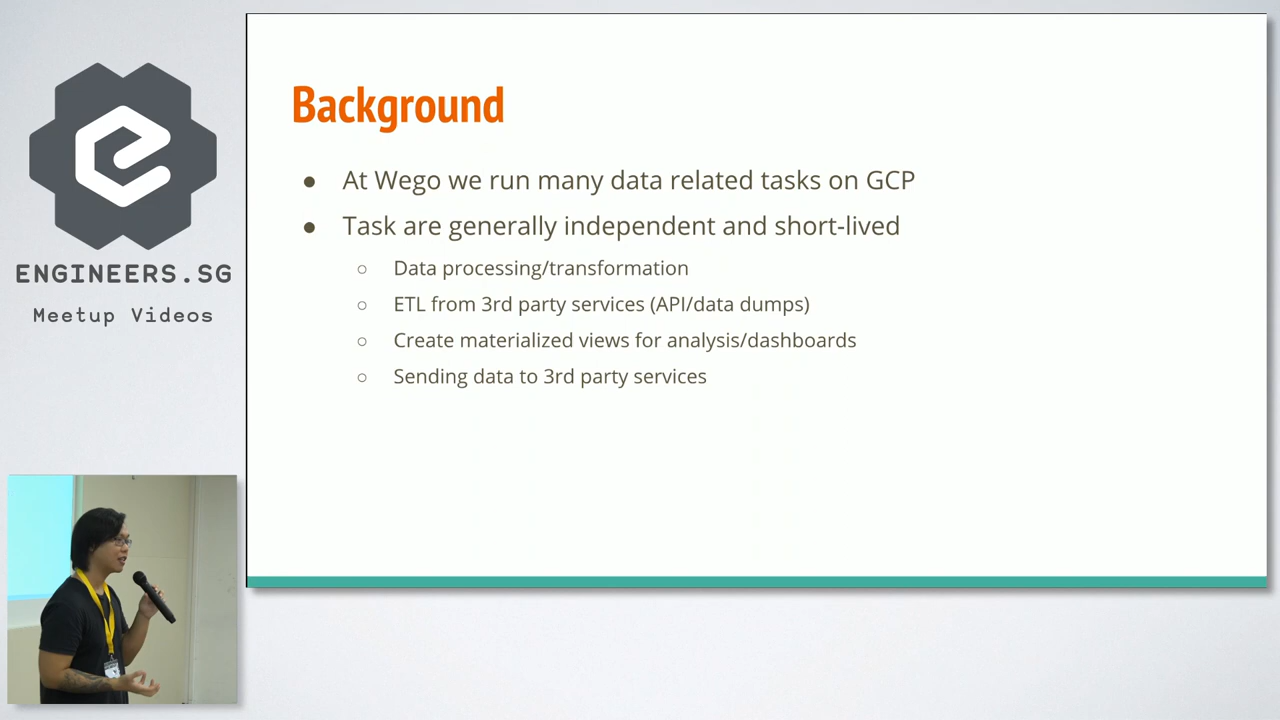 Background
● At Wego we run many data related tasks on GCP
● Task are generally independent and short-lived
○ Data processing/transformation
○ ETL from 3rd party services (API/data dumps)
○ Create materialized views for analysis/dashboards
○ Sending data to 3rd party services
ENGINEERS.SG
Meetup Videos